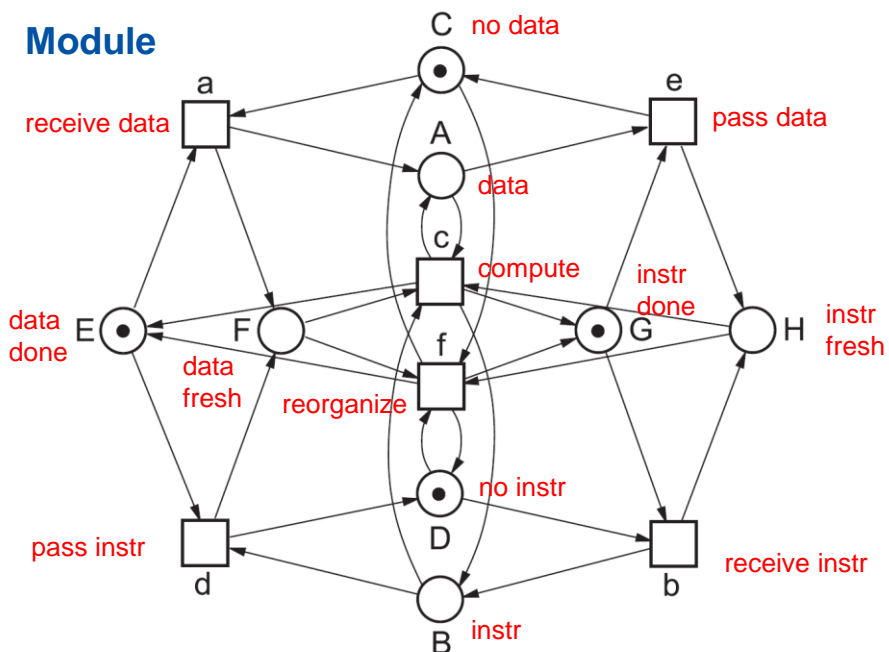 Module
C
no data
a
e
receive data
pass data
A
data
c
compute
instr
done
data
done
E
F
G
H
instr
fresh
f
data
fresh
reorganize
no instr
D
pass instr
d
receive instr
b
B
instr